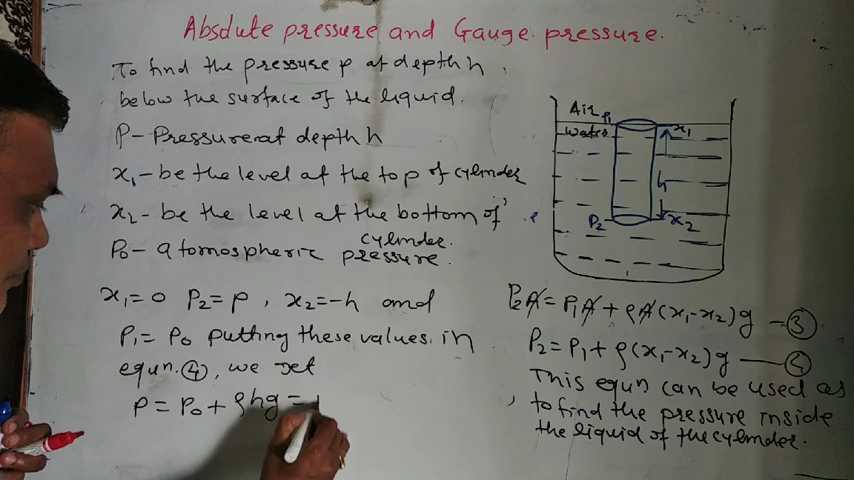 Absolute pressure and Gauge pressure.
To find the pressure p at depth h,
below the surface of the liquid.
P - Pressure at depth h
x₁ - be the level at the top of cylinder
x₂ - be the level at the bottom of
cylinder.
P₀ - atomospheric pressure.
x₁ = 0 P₂ = p, x₂ = -h and
P₁ = P₀ putting these values in
equn. ④, we get
P = P₀ + ρhg =
Air P₁
water x₁
h
P₂ x₂
P₂A = P₁A + ρA(x₁-x₂)g - ③
P₂ = P₁ + ρ(x₁-x₂)g - ④
This equn can be used as
to find the pressure inside
the liquid of the cylinder.